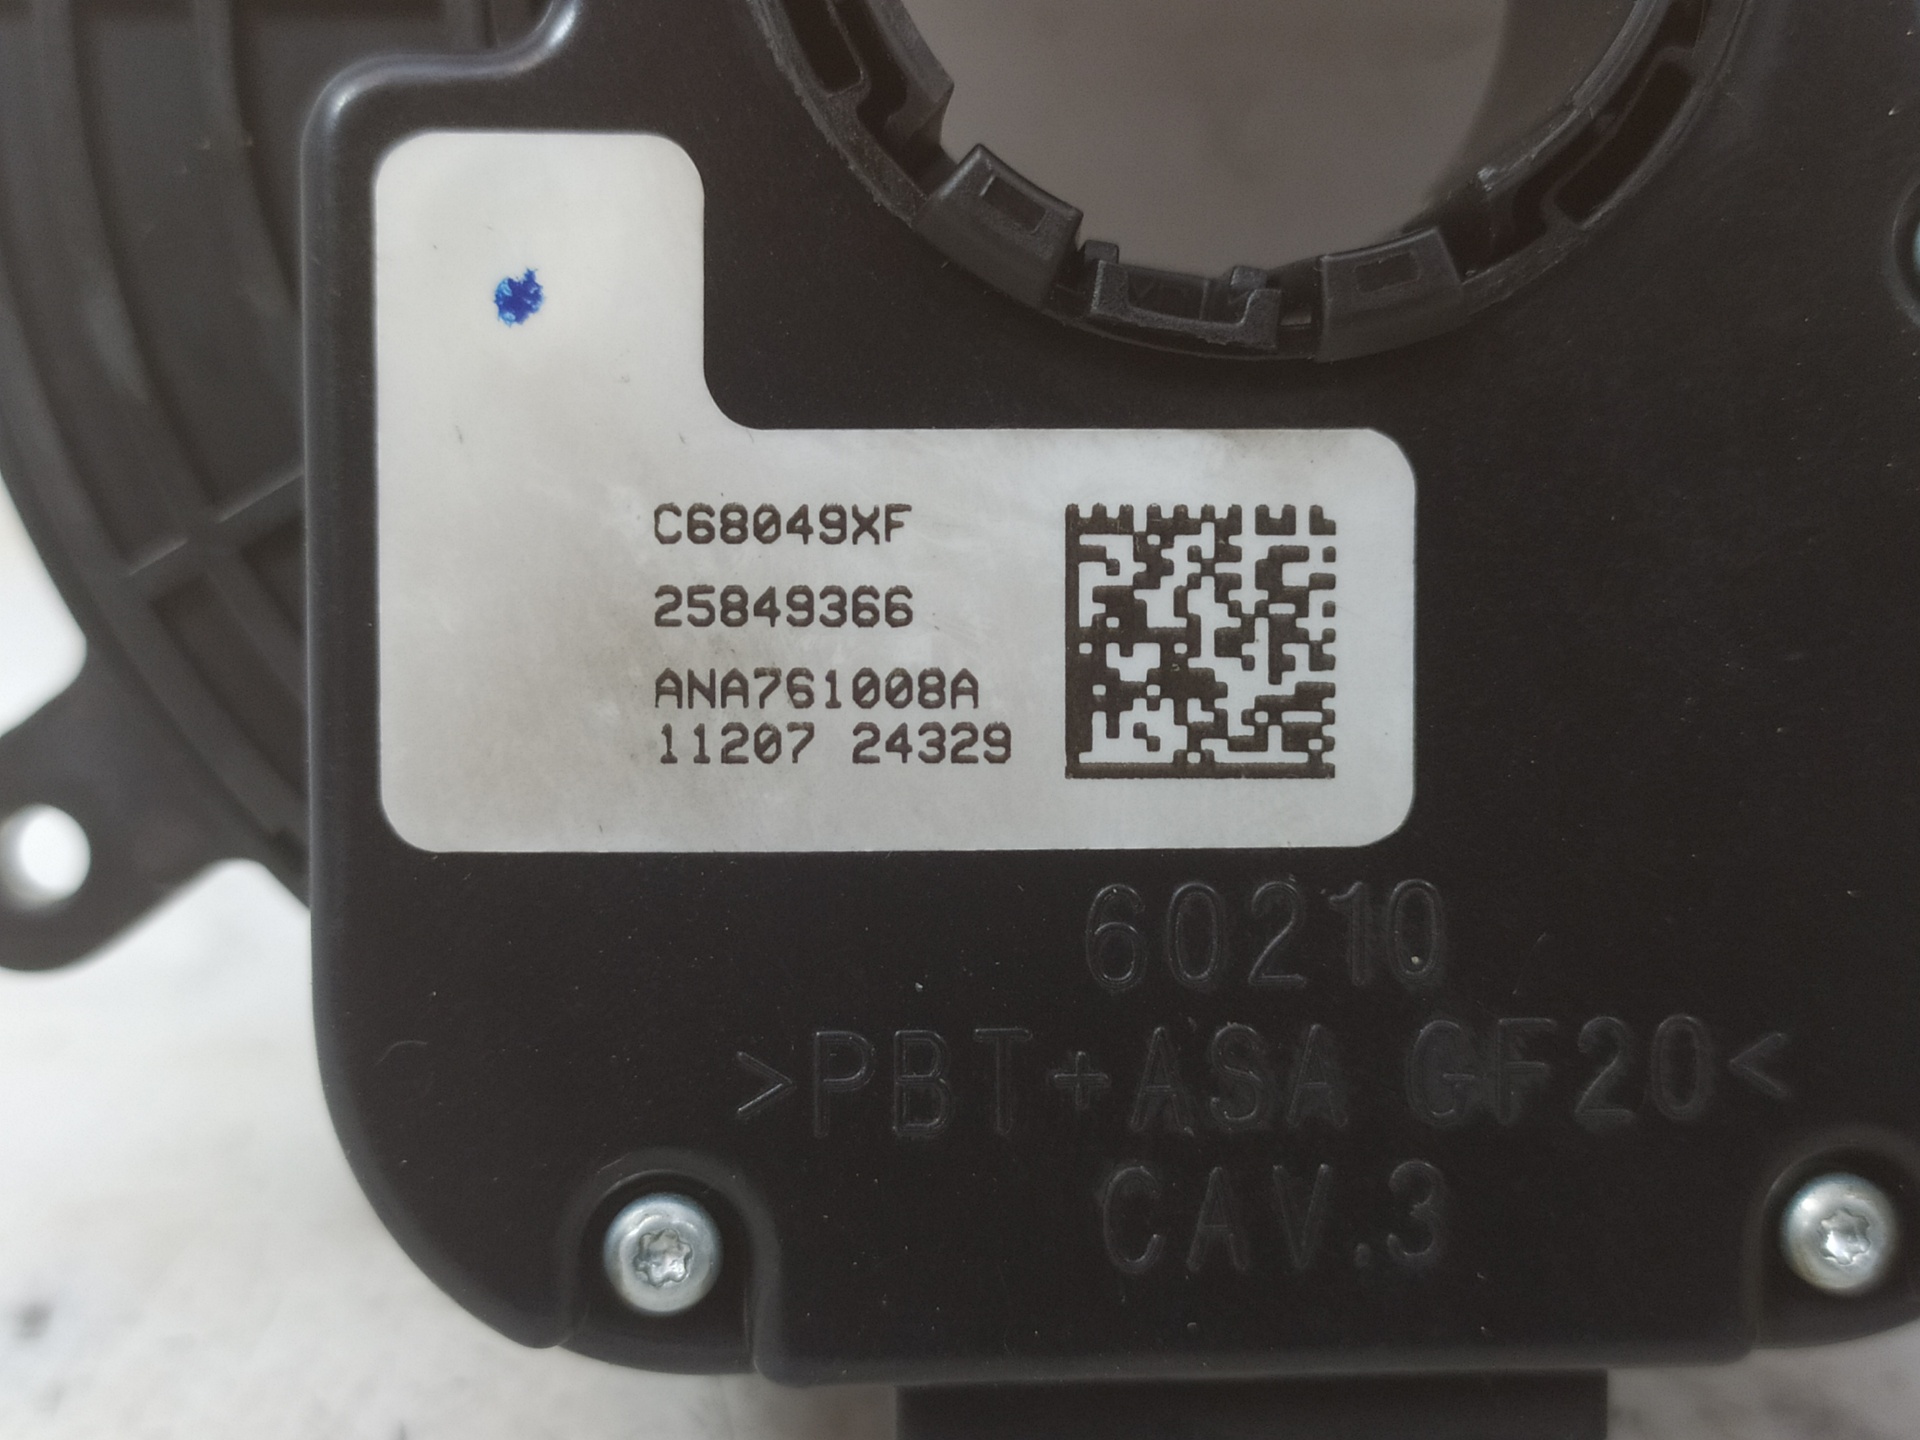 C68049XF
25849366
ANA761008A
11207 24329
60210
>PBT+ASA GF20<
CAV.3